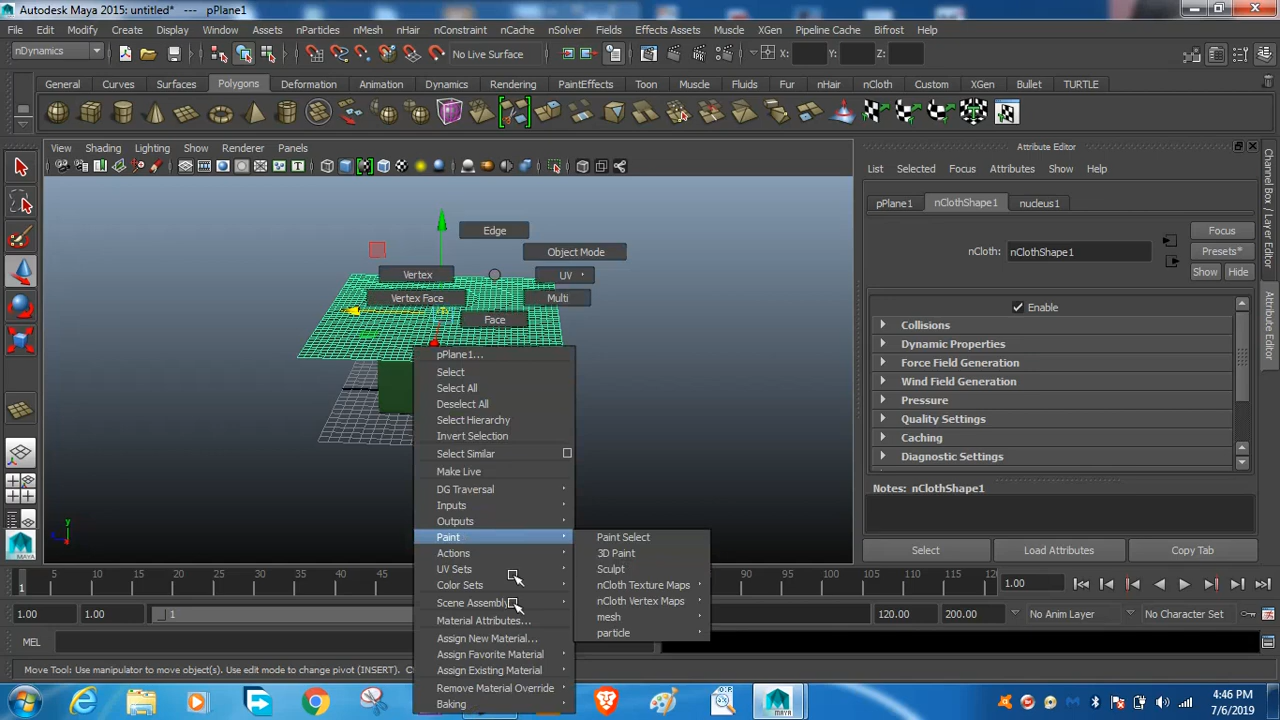 Autodesk Maya 2015: untitled*  ---  pPlane1
File Edit Modify Create Display Window Assets nParticles nMesh nHair nConstraint nCache nSolver Fields Effects Assets Muscle XGen Pipeline Cache Bifrost Help
nDynamics No Live Surface X: Y: Z:
General Curves Surfaces Polygons Deformation Animation Dynamics Rendering PaintEffects Toon Muscle Fluids Fur nHair nCloth Custom XGen Bullet TURTLE
View Shading Lighting Show Renderer Panels
Attribute Editor
List Selected Focus Attributes Show Help
pPlane1 nClothShape1 nucleus1
nCloth: nClothShape1
Focus
Presets*
Show Hide
Enable
Collisions
Dynamic Properties
Force Field Generation
Wind Field Generation
Pressure
Quality Settings
Caching
Diagnostic Settings
Notes: nClothShape1
Select Load Attributes Copy Tab
Channel Box / Layer Editor
Attribute Editor
Edge
Object Mode
Vertex UV
Vertex Face Multi
Face
pPlane1...
Select
Select All
Deselect All
Select Hierarchy
Invert Selection
Select Similar
Make Live
DG Traversal
Inputs
Outputs
Paint
Actions
UV Sets
Color Sets
Scene Assembly
Material Attributes...
Assign New Material...
Assign Favorite Material
Assign Existing Material
Remove Material Override
Baking
Paint Select
3D Paint
Sculpt
nCloth Texture Maps
nCloth Vertex Maps
mesh
particle
y
1 5 10 15 20 25 30 35 40 45 90 95 100 105 110 115 120 1.00
1.00 1.00 1 120.00 200.00 No Anim Layer No Character Set
MEL
Move Tool: Use manipulator to move object(s). Use edit mode to change pivot (INSERT).
4:46 PM
7/6/2019